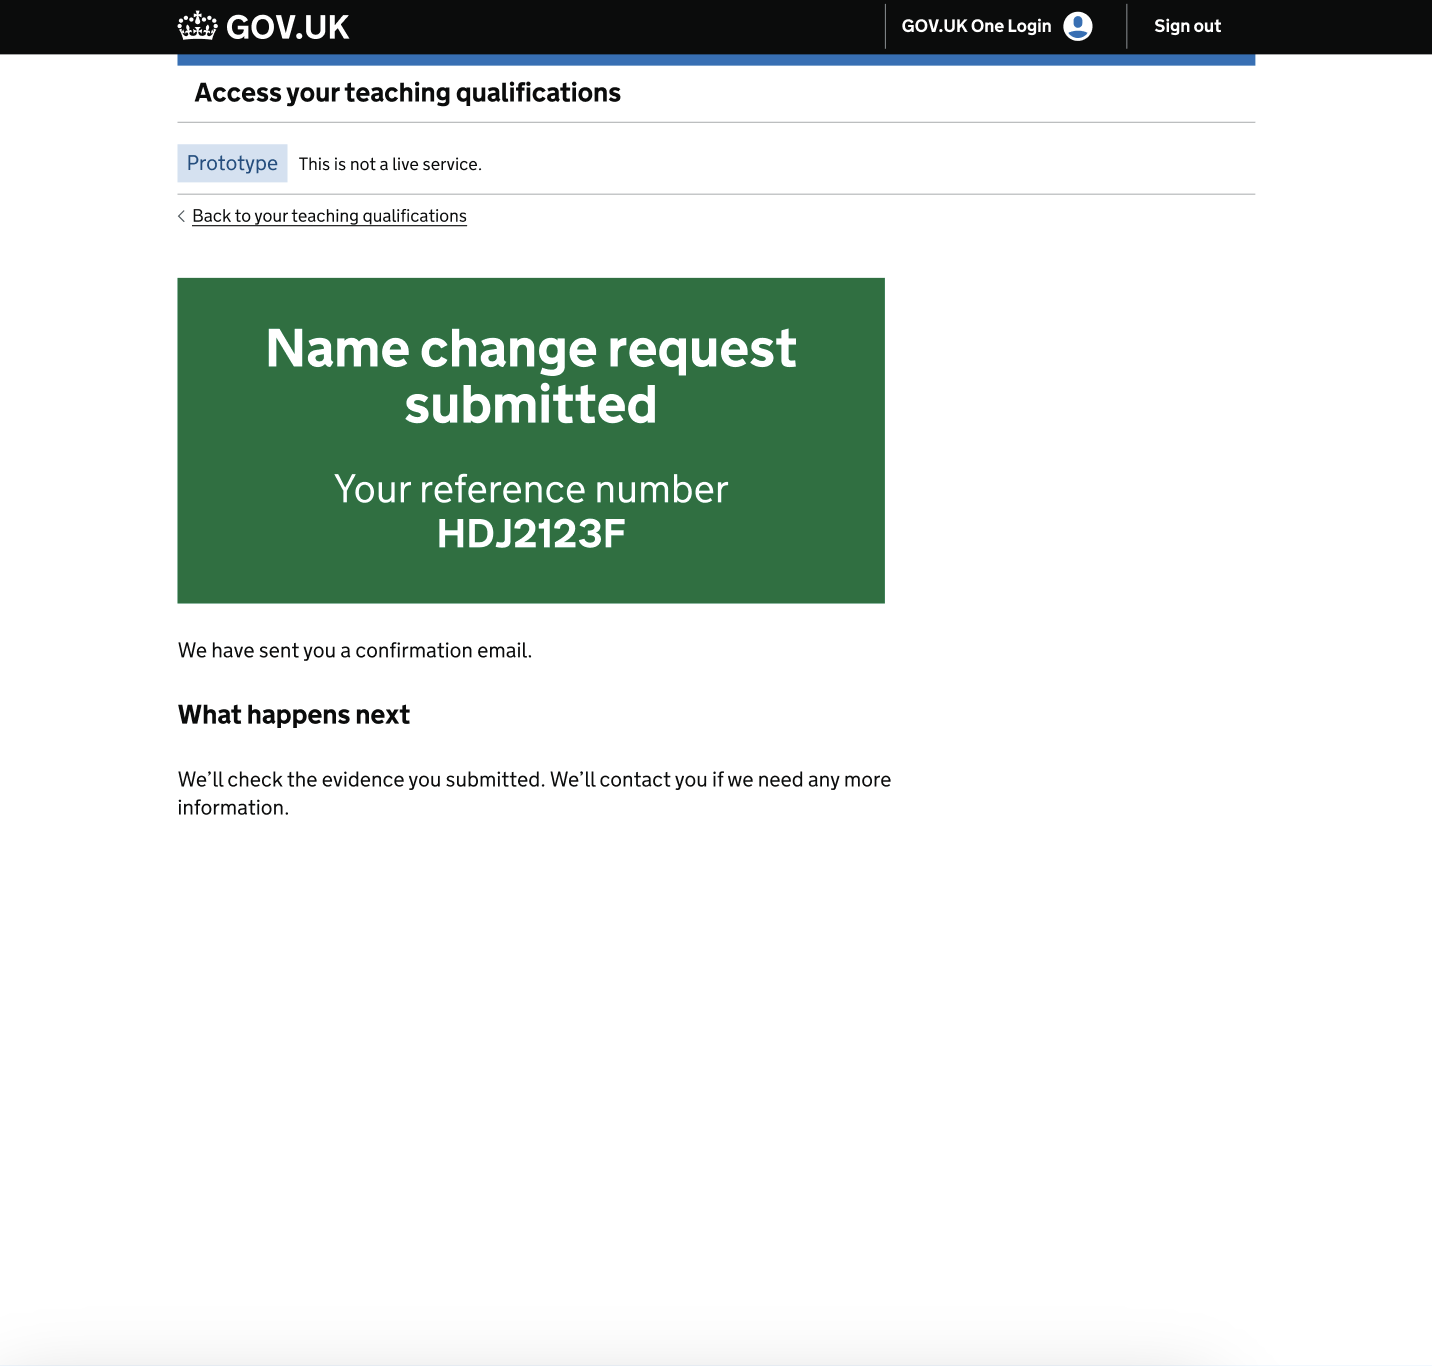 GOV.UK
GOV.UK One Login
Sign out
Access your teaching qualifications
Prototype
This is not a live service.
Back to your teaching qualifications
Name change request
submitted
Your reference number
HDJ2123F
We have sent you a confirmation email.
What happens next
We’ll check the evidence you submitted. We’ll contact you if we need any more
information.